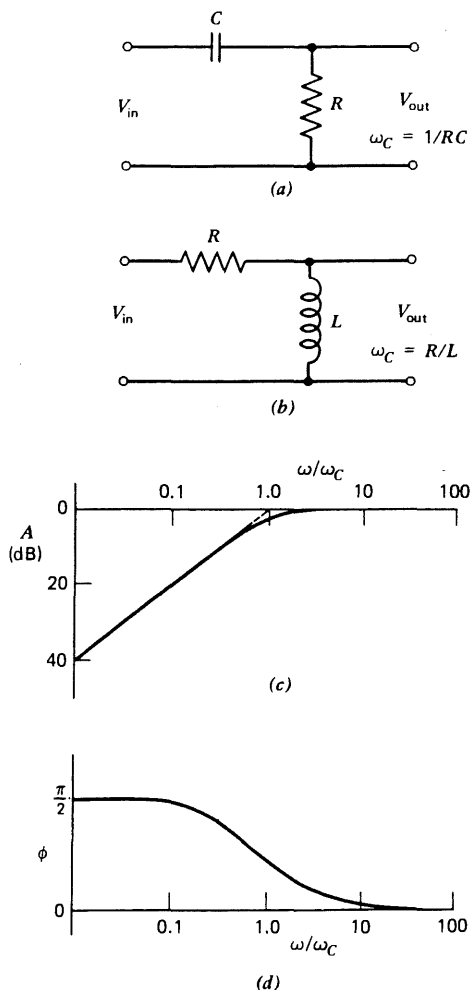 C
V_in
R
V_out
ω_C = 1/RC
(a)
R
V_in
L
V_out
ω_C = R/L
(b)
ω/ω_C
0.1 1.0 10 100
0
A
(dB)
20
40
(c)
π/2
ϕ
0
0.1 1.0 10 100
ω/ω_C
(d)